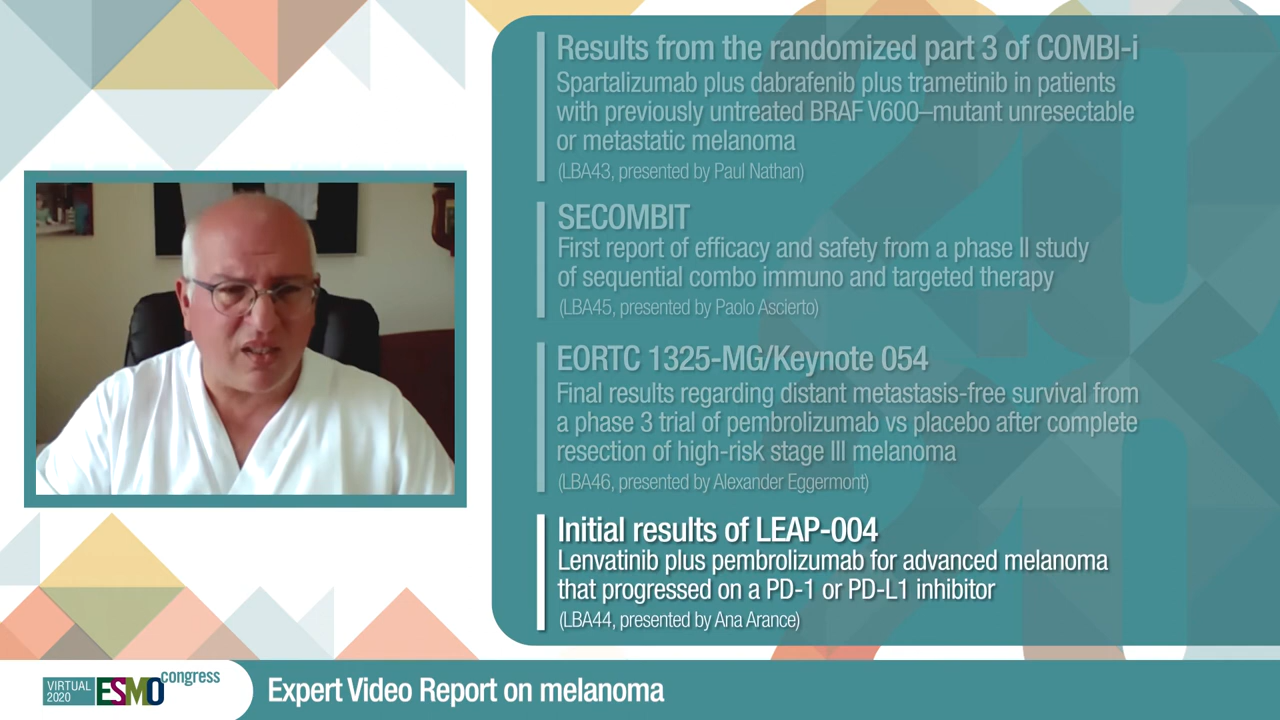 Results from the randomized part 3 of COMBI-i
Spartalizumab plus dabrafenib plus trametinib in patients
with previously untreated BRAF V600–mutant unresectable
or metastatic melanoma
(LBA43, presented by Paul Nathan)
SECOMBIT
First report of efficacy and safety from a phase II study
of sequential combo immuno and targeted therapy
(LBA45, presented by Paolo Ascierto)
EORTC 1325-MG/Keynote 054
Final results regarding distant metastasis-free survival from
a phase 3 trial of pembrolizumab vs placebo after complete
resection of high-risk stage III melanoma
(LBA46, presented by Alexander Eggermont)
Initial results of LEAP-004
Lenvatinib plus pembrolizumab for advanced melanoma
that progressed on a PD-1 or PD-L1 inhibitor
(LBA44, presented by Ana Arance)
VIRTUAL
2020
ESMO congress
Expert Video Report on melanoma